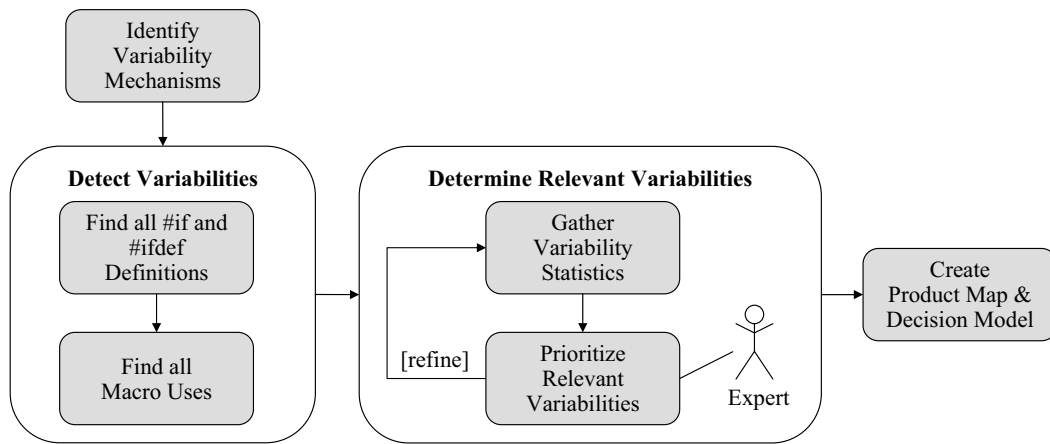 Identify
Variability
Mechanisms
Detect Variabilities
Find all #if and
#ifdef
Definitions
Find all
Macro Uses
Determine Relevant Variabilities
Gather
Variability
Statistics
[refine]
Prioritize
Relevant
Variabilities
Expert
Create
Product Map &
Decision Model